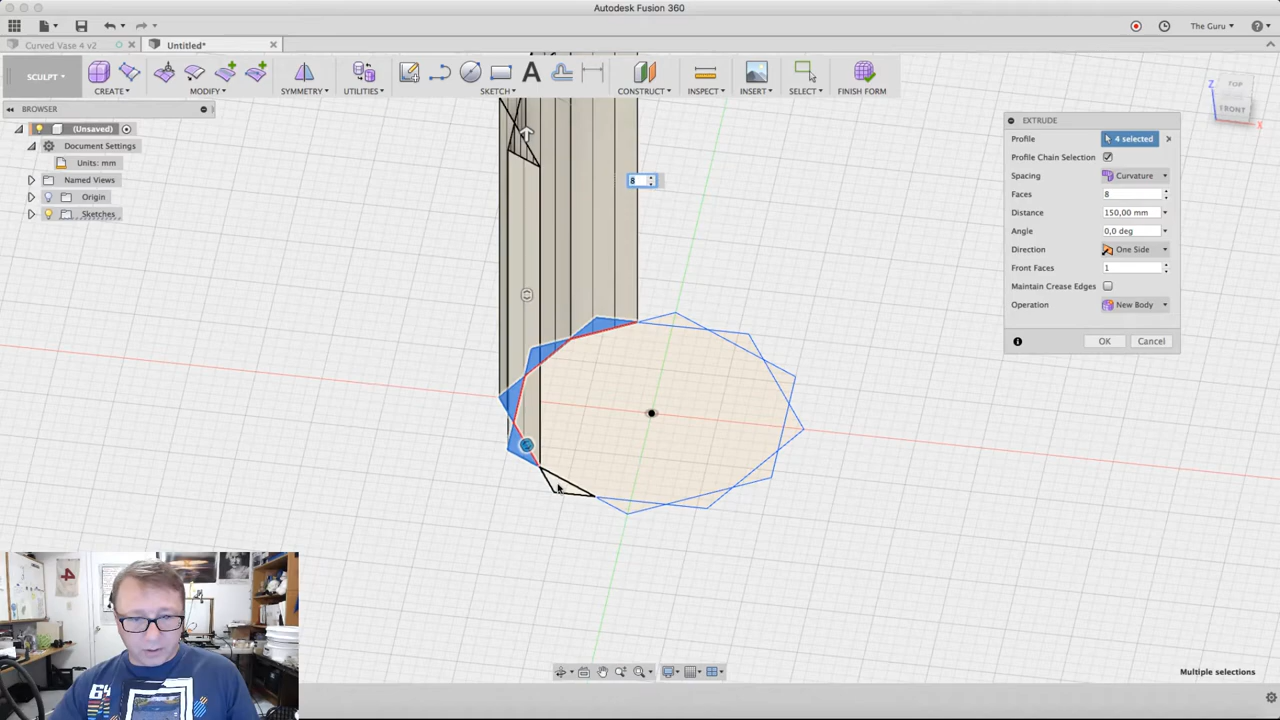 Autodesk Fusion 360
The Guru
Curved Vase 4 v2
Untitled*
SCULPT
CREATE
MODIFY
SYMMETRY
UTILITIES
SKETCH
CONSTRUCT
INSPECT
INSERT
SELECT
FINISH FORM
BROWSER
(Unsaved)
Document Settings
Units: mm
Named Views
Origin
Sketches
8
Z
TOP
FRONT
X
EXTRUDE
Profile 4 selected
Profile Chain Selection
Spacing Curvature
Faces 8
Distance 150,00 mm
Angle 0,0 deg
Direction One Side
Front Faces 1
Maintain Crease Edges
Operation New Body
OK Cancel
4
64
Multiple selections